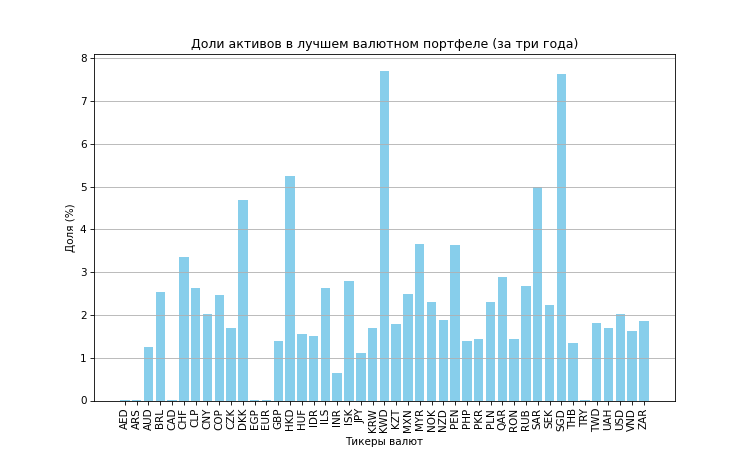 Доли активов в лучшем валютном портфеле (за три года)
Доля (%)
8
7
6
5
4
3
2
1
0
AED
ARS
AUD
BRL
CAD
CHF
CLP
CNY
COP
CZK
DKK
EGP
EUR
GBP
HKD
HUF
IDR
ILS
INR
ISK
JPY
KRW
KWD
KZT
MXN
MYR
NOK
NZD
PEN
PHP
PKR
PLN
QAR
RON
RUB
SAR
SEK
SGD
THB
TRY
TWD
UAH
USD
VND
ZAR
Тикеры валют